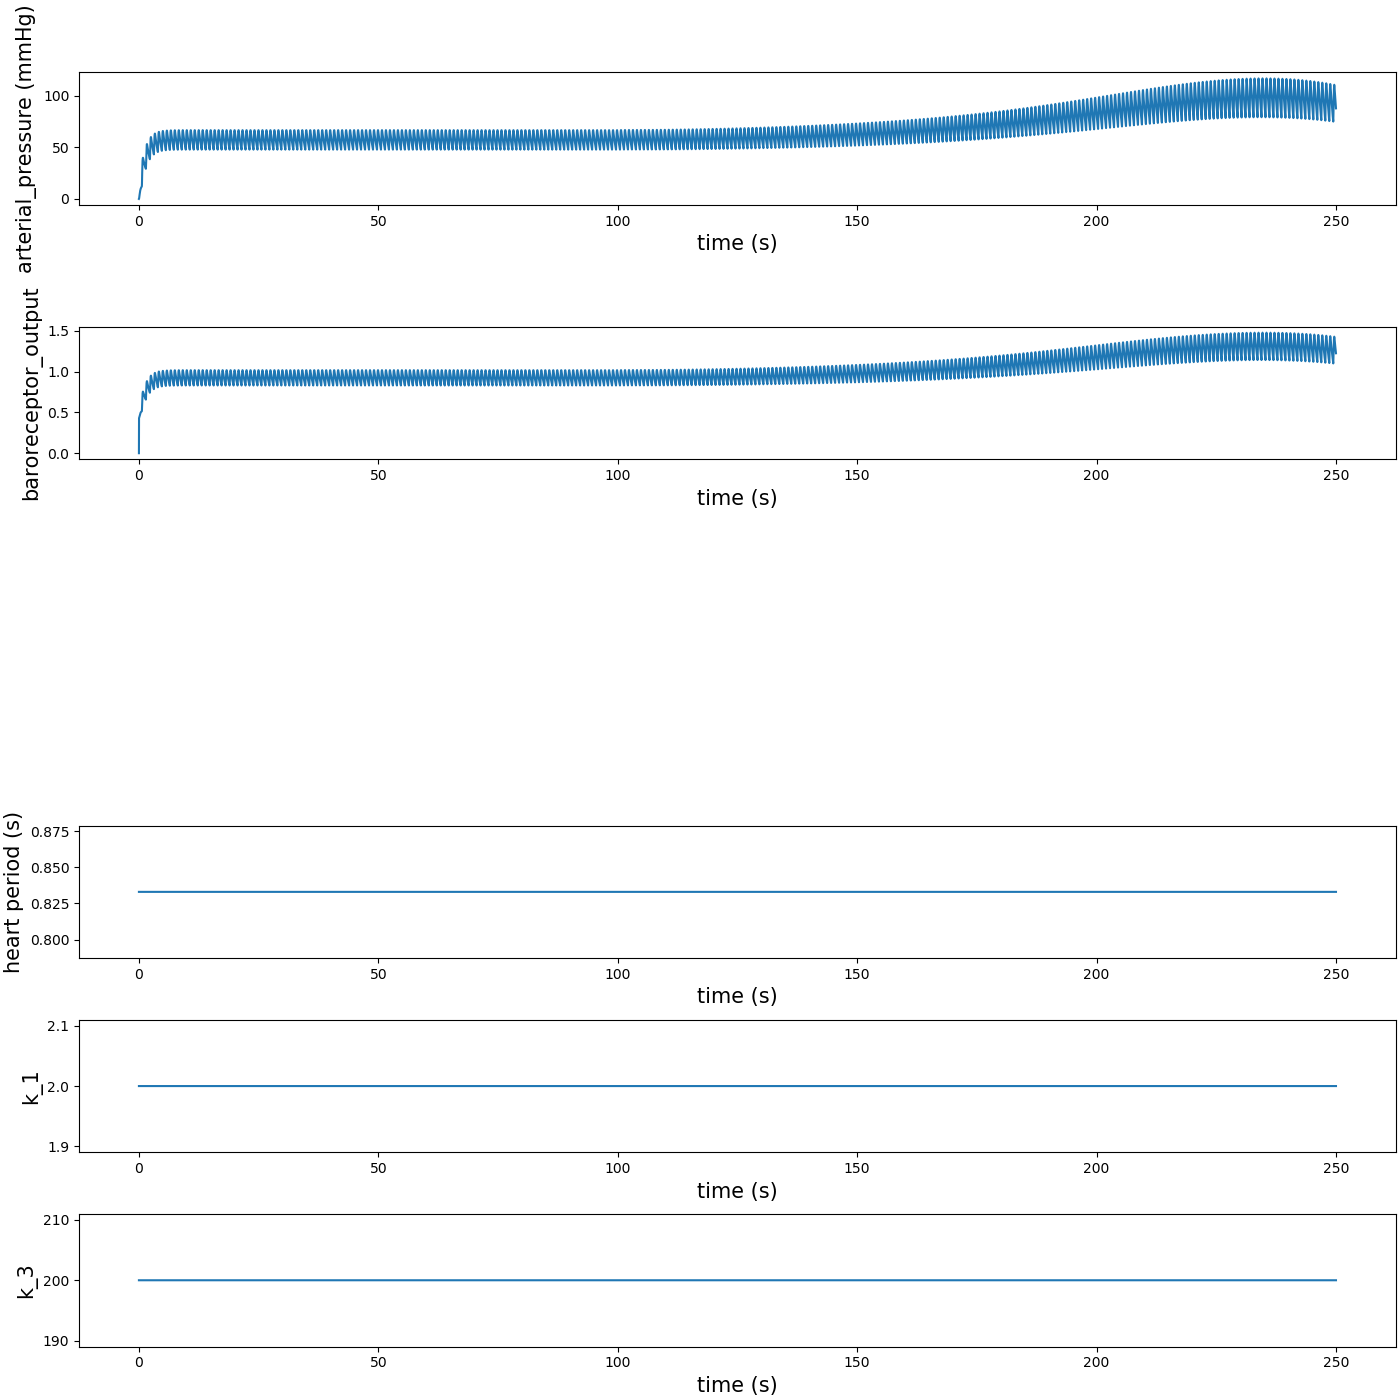 arterial_pressure (mmHg)
100
50
0
0 50 100 150 200 250
time (s)
baroreceptor_output
1.5
1.0
0.5
0.0
0 50 100 150 200 250
time (s)
heart period (s)
0.875
0.850
0.825
0.800
0 50 100 150 200 250
time (s)
k_1
2.1
2.0
1.9
0 50 100 150 200 250
time (s)
k_3
210
200
190
0 50 100 150 200 250
time (s)